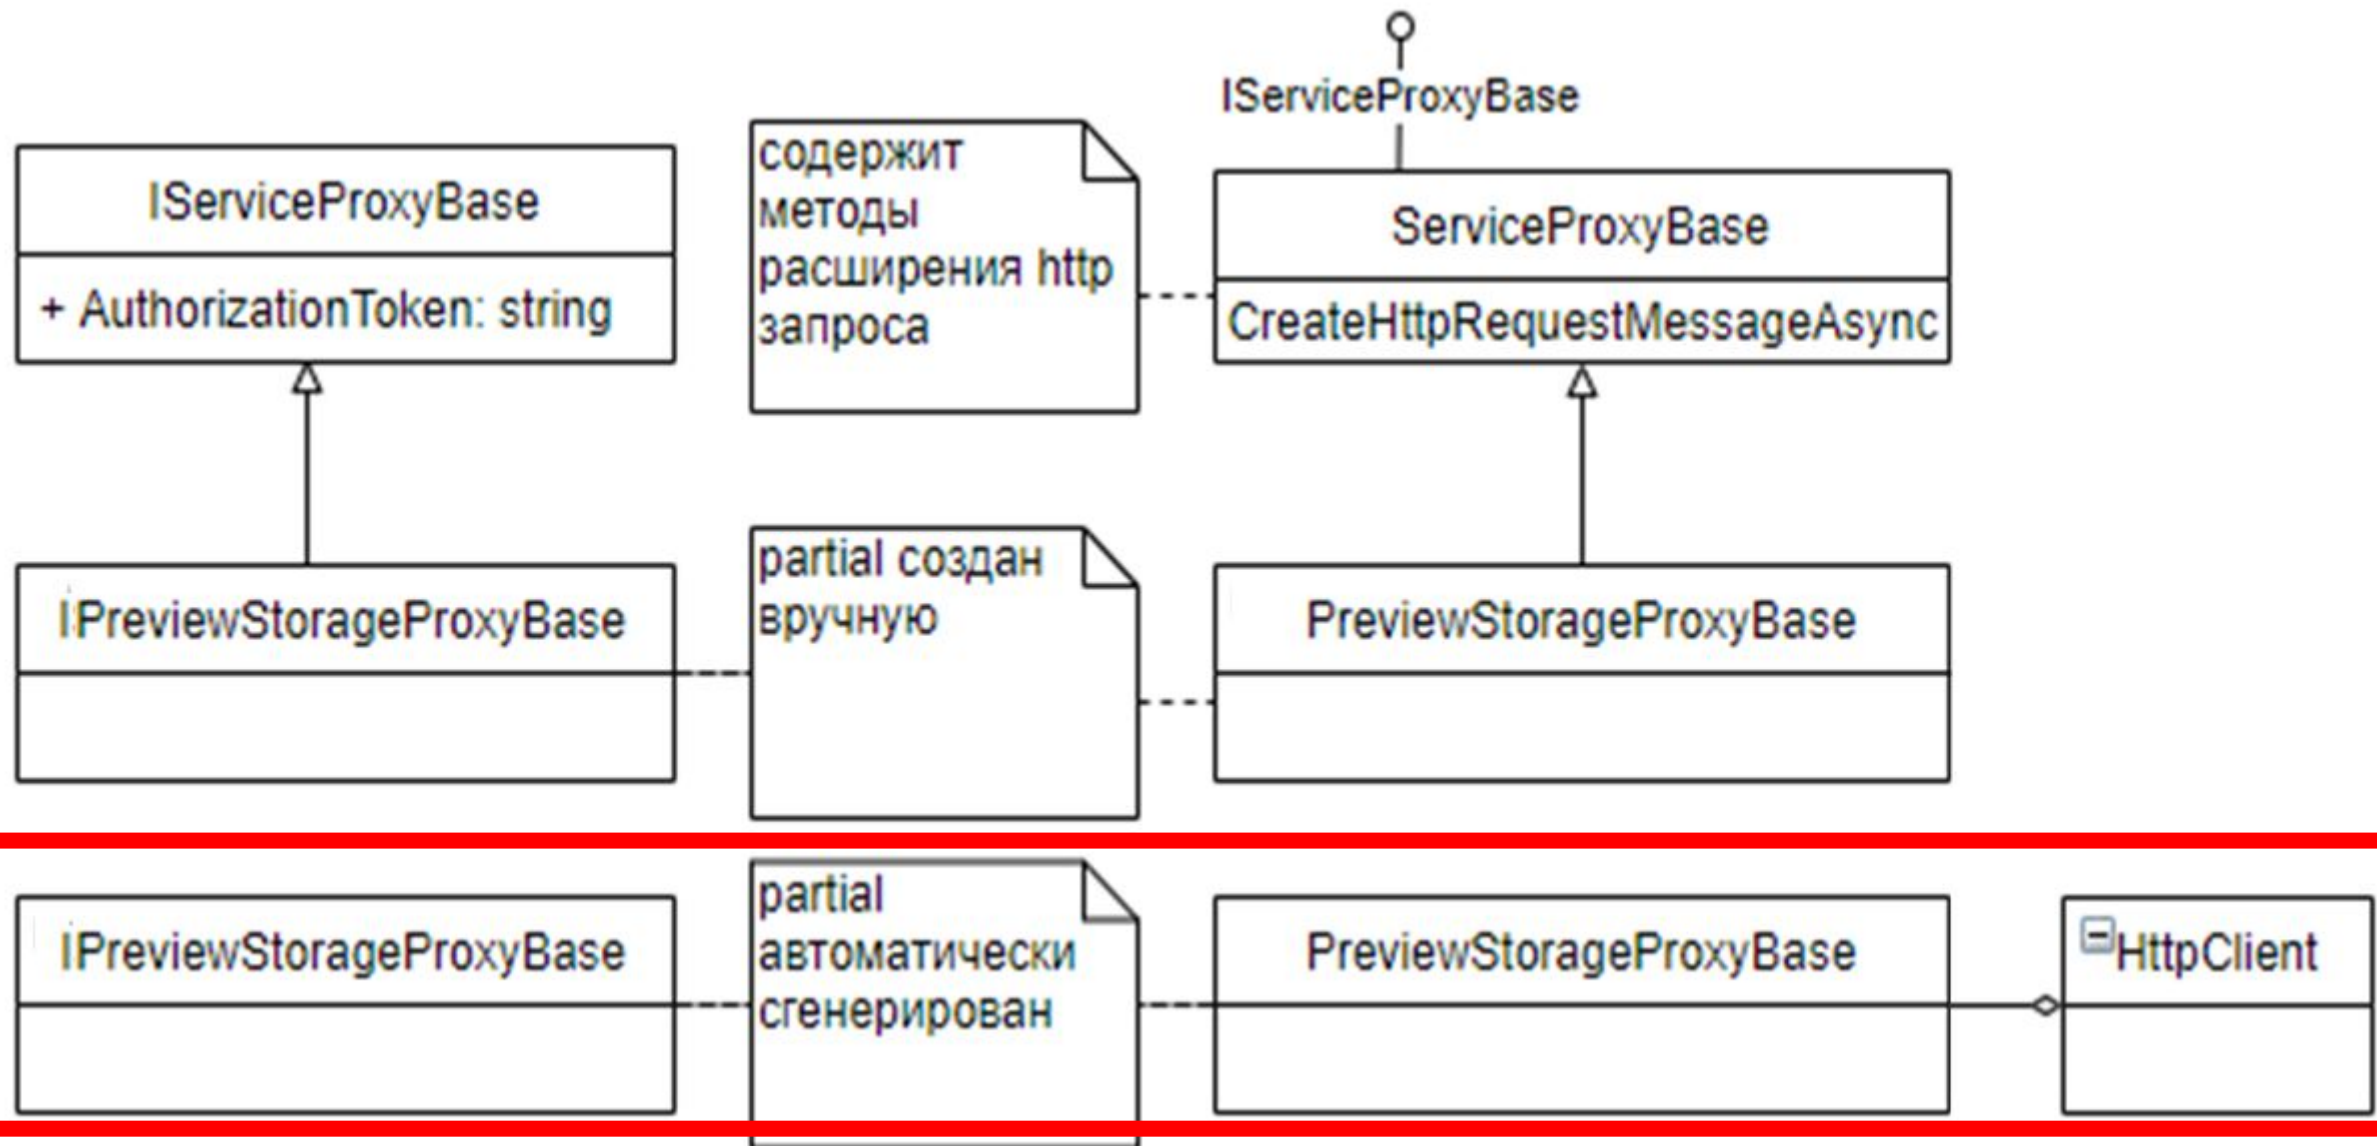 IServiceProxyBase
IServiceProxyBase
+ AuthorizationToken: string
содержит
методы
расширения http
запроса
ServiceProxyBase
CreateHttpRequestMessageAsync
IPreviewStorageProxyBase
partial создан
вручную
PreviewStorageProxyBase
IPreviewStorageProxyBase
partial
автоматически
сгенерирован
PreviewStorageProxyBase
HttpClient